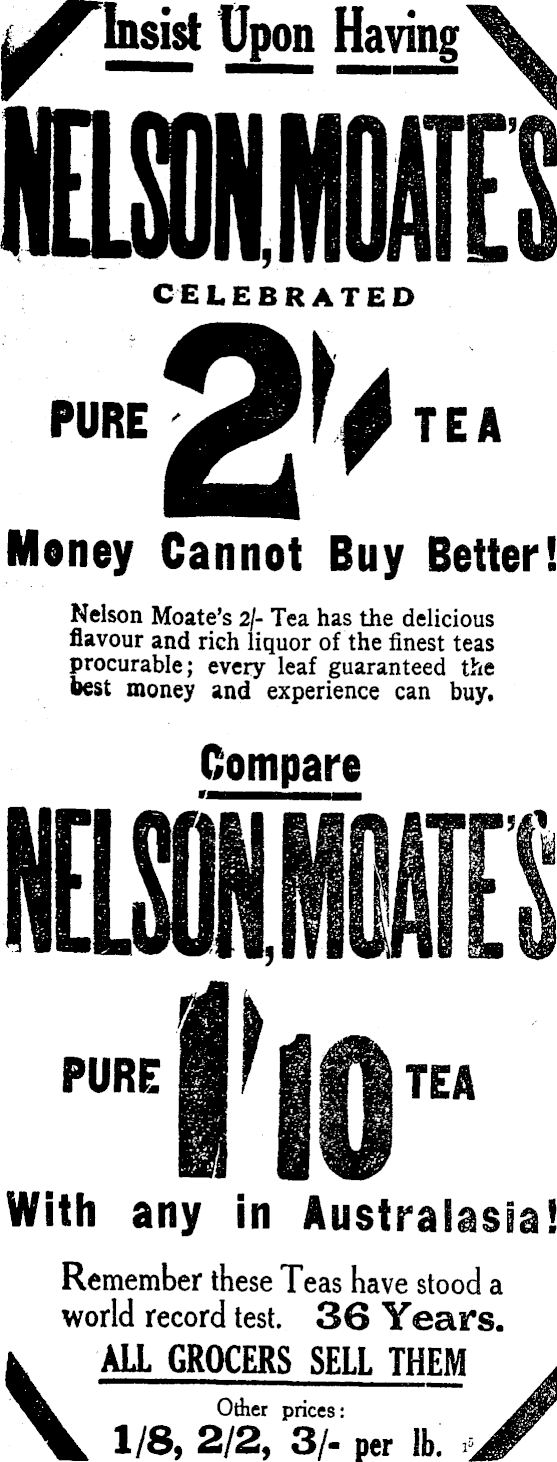 Insist Upon Having
NELSON, MOATE'S
CELEBRATED
PURE 2/- TEA
Money Cannot Buy Better!
Nelson Moate's 2/- Tea has the delicious
flavour and rich liquor of the finest teas
procurable; every leaf guaranteed the
best money and experience can buy.
Compare
NELSON, MOATE'S
PURE 1'10 TEA
With any in Australasia!
Remember these Teas have stood a
world record test. 36 Years.
ALL GROCERS SELL THEM
Other prices:
1/8, 2/2, 3/- per lb. 15